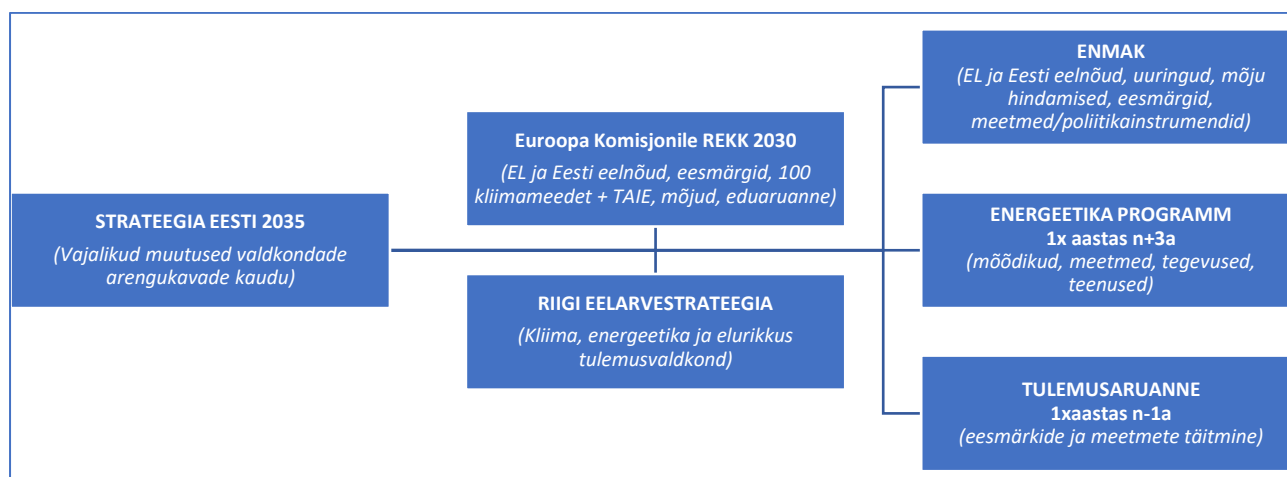 STRATEEGIA EESTI 2035
(Vajalikud muutused valdkondade
arengukavade kaudu)
Euroopa Komisjonile REKK 2030
(EL ja Eesti eelnõud, eesmärgid, 100
kliimameedet + TAIE, mõjud, eduaruanne)
RIIGI EELARVESTRATEEGIA
(Kliima, energeetika ja elurikkus
tulemusvaldkond)
ENMAK
(EL ja Eesti eelnõud, uuringud, mõju
hindamised, eesmärgid,
meetmed/poliitikainstrumendid)
ENERGEETIKA PROGRAMM
1x aastas n+3a
(mõõdikud, meetmed, tegevused,
teenused)
TULEMUSARUANNE
1xaastas n-1a
(eesmärkide ja meetmete täitmine)